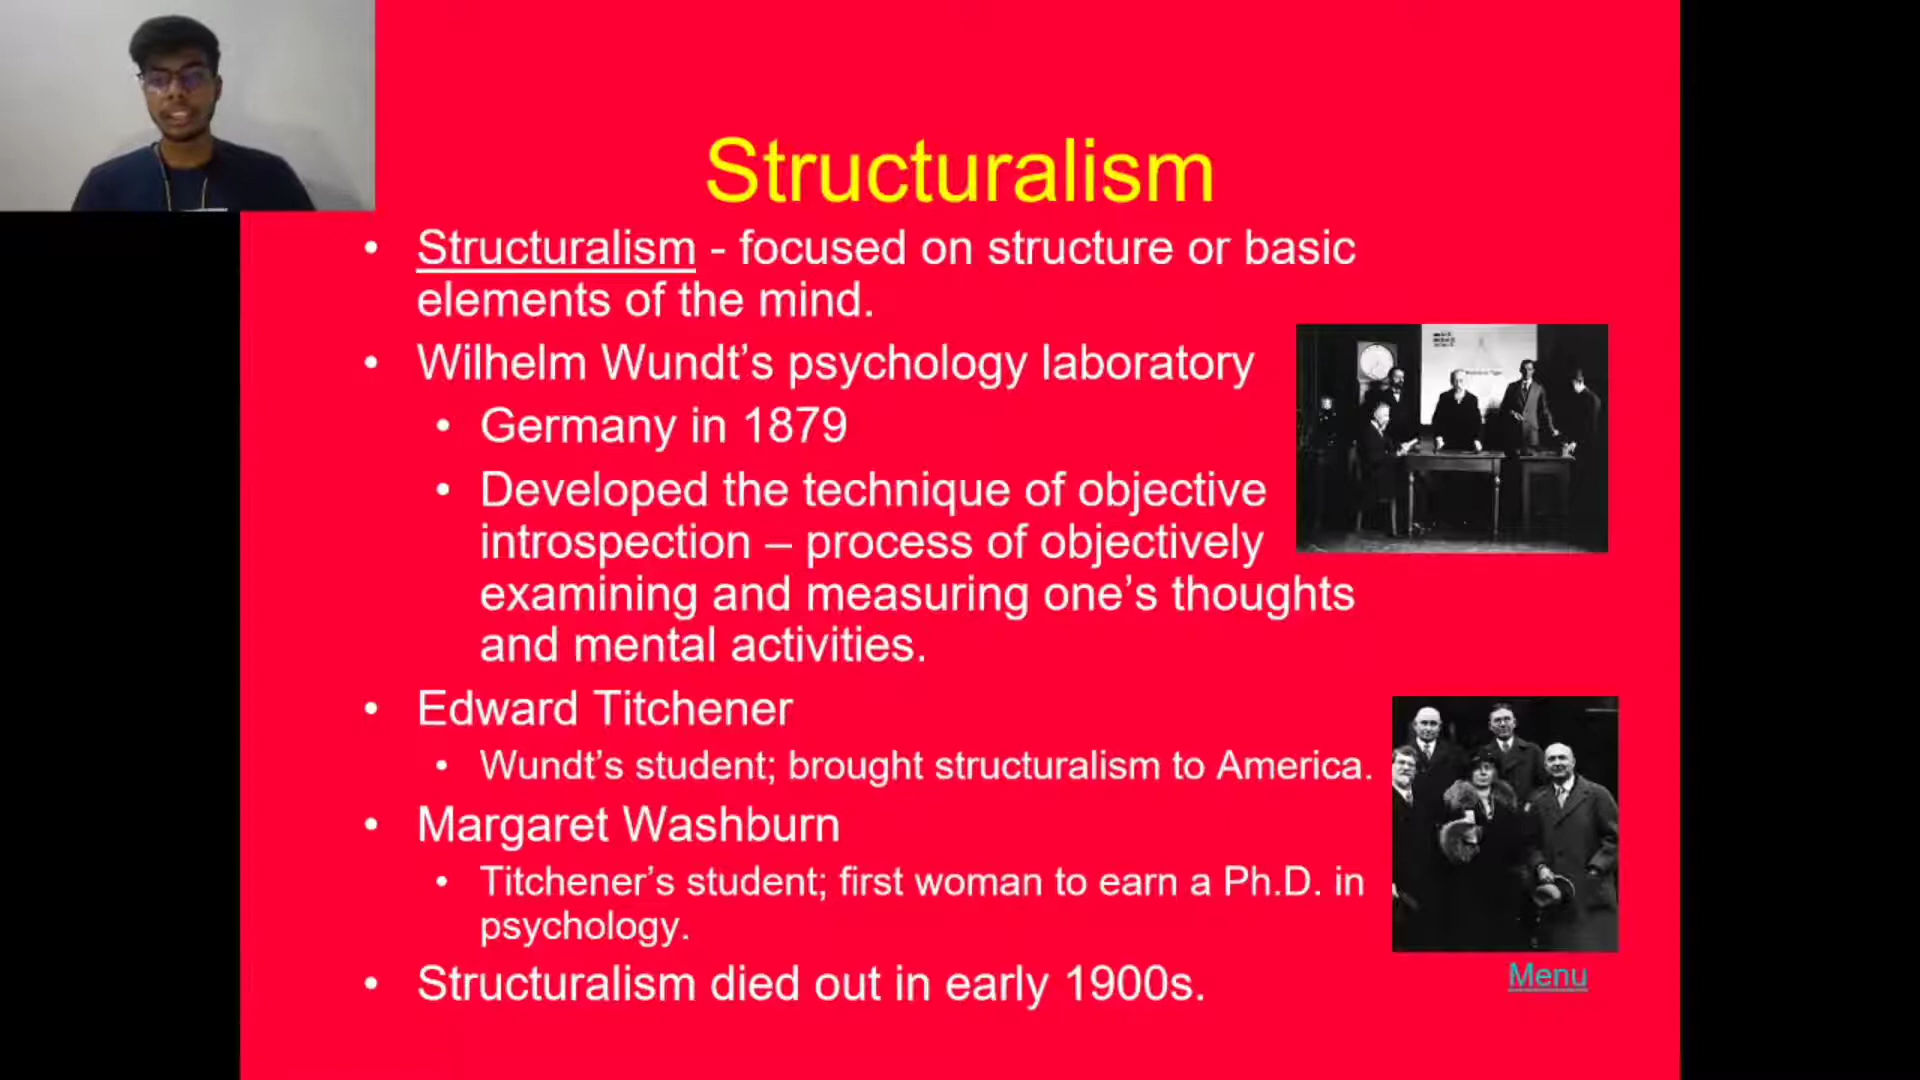 Structuralism
• Structuralism - focused on structure or basic
elements of the mind.
• Wilhelm Wundt’s psychology laboratory
• Germany in 1879
• Developed the technique of objective
introspection – process of objectively
examining and measuring one’s thoughts
and mental activities.
• Edward Titchener
• Wundt’s student; brought structuralism to America.
• Margaret Washburn
• Titchener’s student; first woman to earn a Ph.D. in
psychology.
• Structuralism died out in early 1900s.
Menu